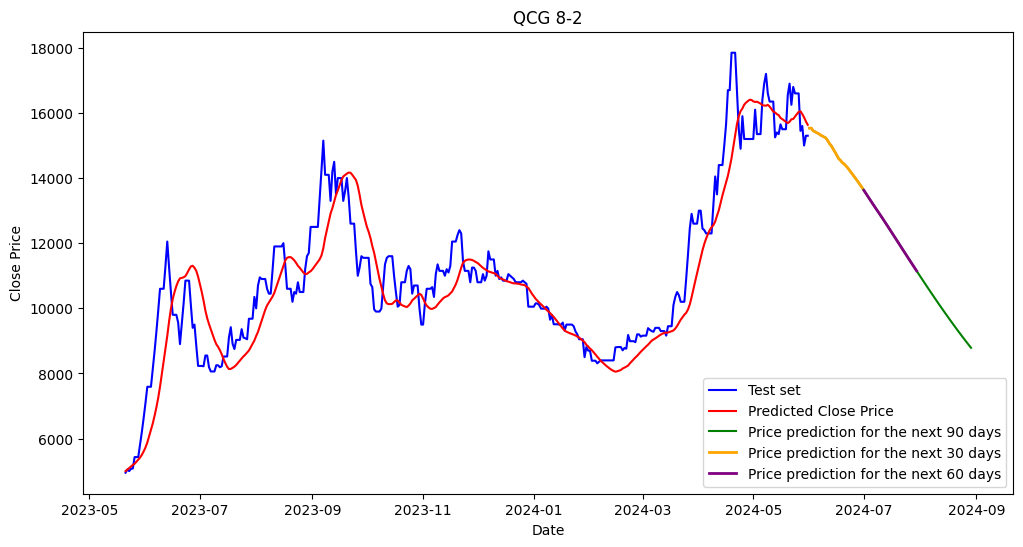 QCG 8-2
Close Price
18000
16000
14000
12000
10000
8000
6000
Test set
Predicted Close Price
Price prediction for the next 90 days
Price prediction for the next 30 days
Price prediction for the next 60 days
2023-05 2023-07 2023-09 2023-11 2024-01 2024-03 2024-05 2024-07 2024-09
Date